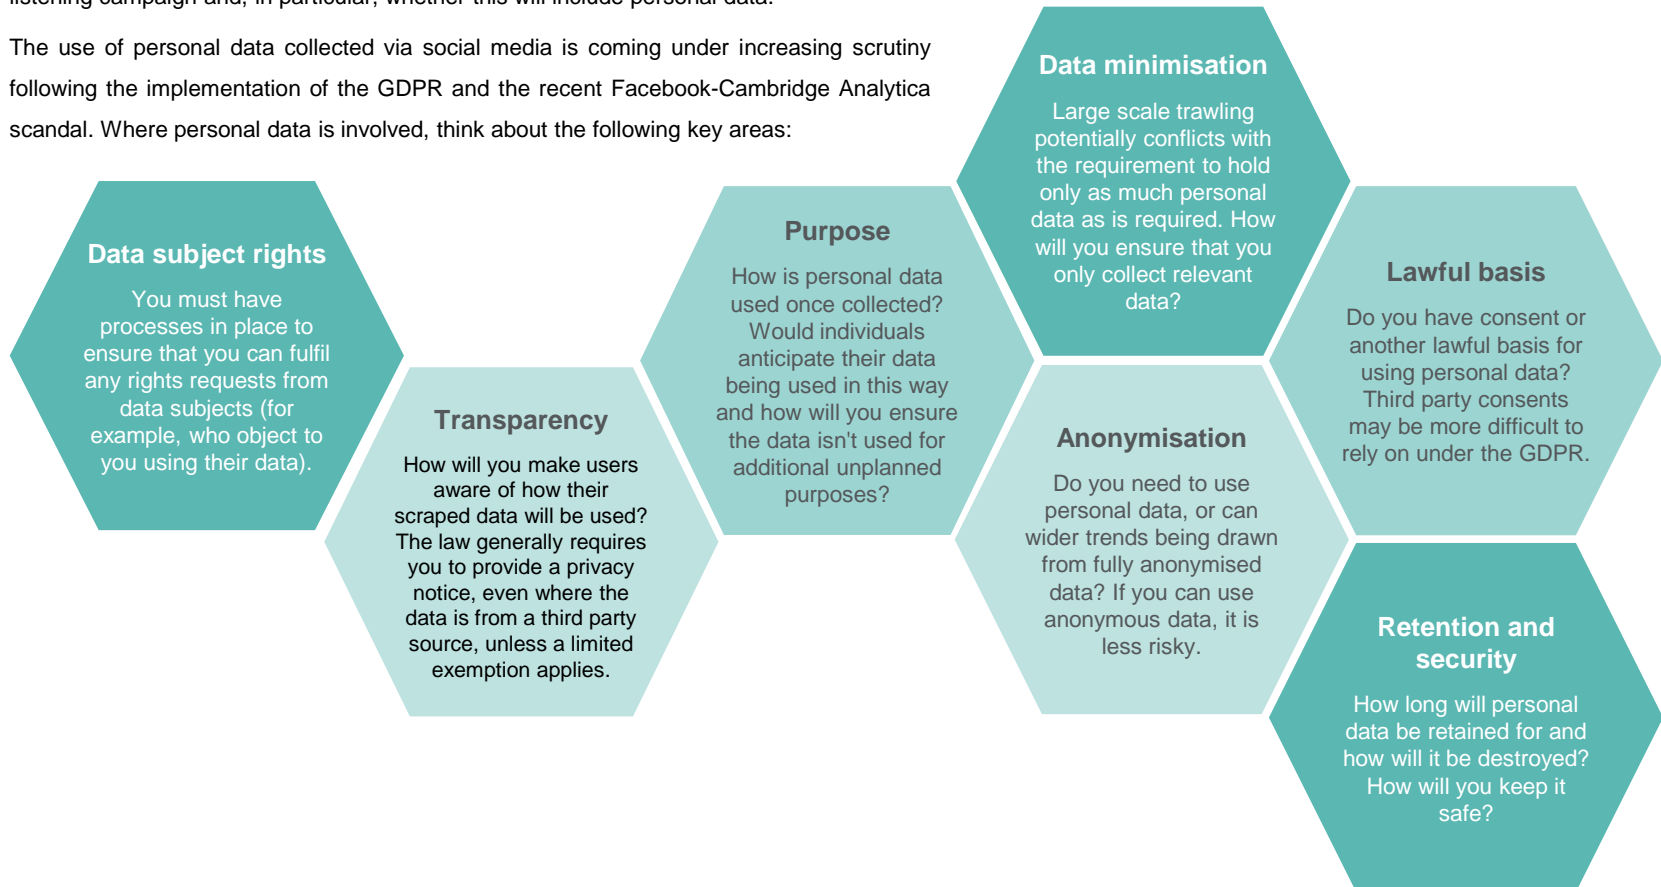 listening campaign and, in particular, whether this will include personal data.
The use of personal data collected via social media is coming under increasing scrutiny
following the implementation of the GDPR and the recent Facebook-Cambridge Analytica
scandal. Where personal data is involved, think about the following key areas:
Data subject rights
You must have
processes in place to
ensure that you can fulfil
any rights requests from
data subjects (for
example, who object to
you using their data).
Transparency
How will you make users
aware of how their
scraped data will be used?
The law generally requires
you to provide a privacy
notice, even where the
data is from a third party
source, unless a limited
exemption applies.
Purpose
How is personal data
used once collected?
Would individuals
anticipate their data
being used in this way
and how will you ensure
the data isn't used for
additional unplanned
purposes?
Data minimisation
Large scale trawling
potentially conflicts with
the requirement to hold
only as much personal
data as is required. How
will you ensure that you
only collect relevant
data?
Anonymisation
Do you need to use
personal data, or can
wider trends being drawn
from fully anonymised
data? If you can use
anonymous data, it is
less risky.
Lawful basis
Do you have consent or
another lawful basis for
using personal data?
Third party consents
may be more difficult to
rely on under the GDPR.
Retention and
security
How long will personal
data be retained for and
how will it be destroyed?
How will you keep it
safe?